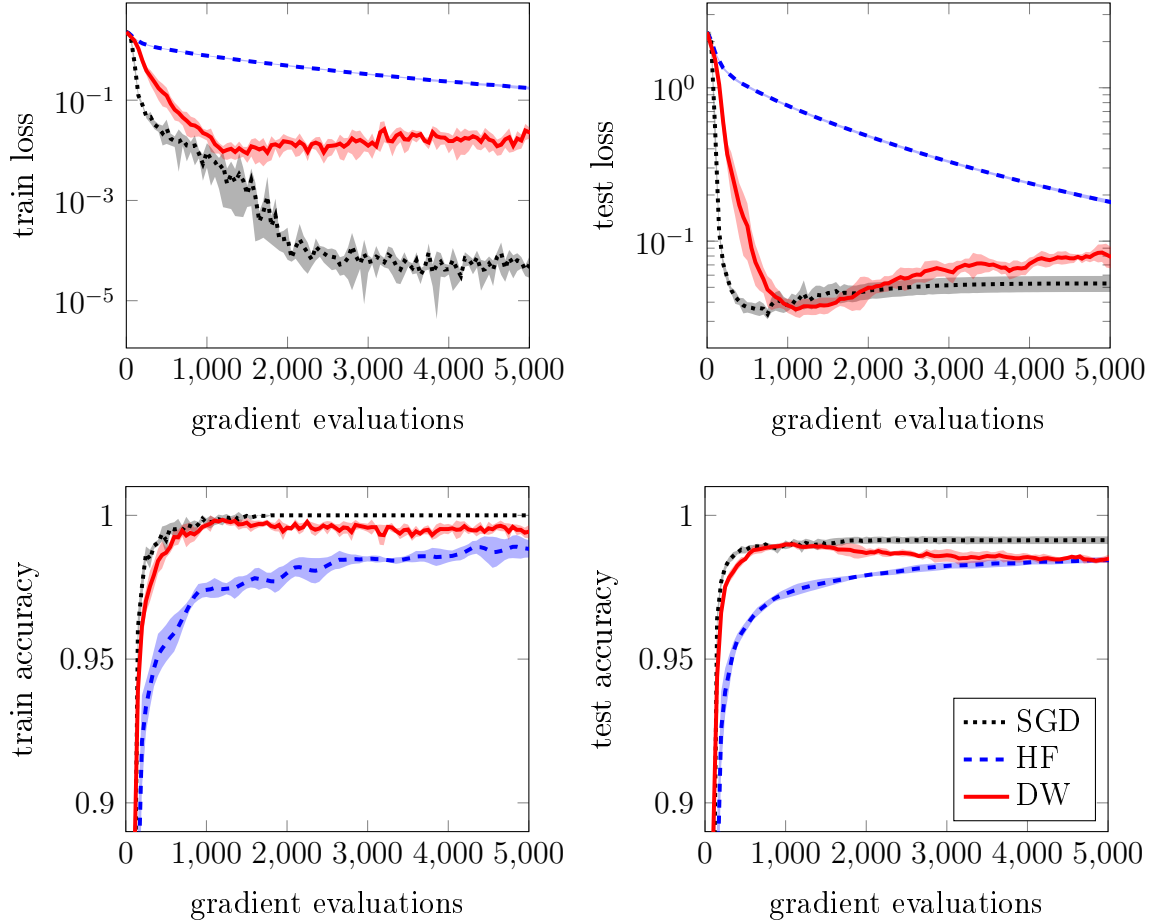 train loss
10^{-1}
10^{-3}
10^{-5}
0 1,000 2,000 3,000 4,000 5,000
gradient evaluations
test loss
10^{0}
10^{-1}
0 1,000 2,000 3,000 4,000 5,000
gradient evaluations
train accuracy
1
0.95
0.9
0 1,000 2,000 3,000 4,000 5,000
gradient evaluations
test accuracy
1
0.95
0.9
0 1,000 2,000 3,000 4,000 5,000
gradient evaluations
SGD
HF
DW